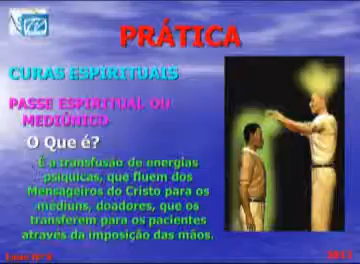 PRÁTICA
CURAS ESPIRITUAIS
PASSE ESPIRITUAL OU
MEDIÚNICO
O Que é?
É a transfusão de energias
psíquicas, que fluem dos
Mensageiros do Cristo para os
médiuns, doadores, que os
transferem para os pacientes
através da imposição das mãos.